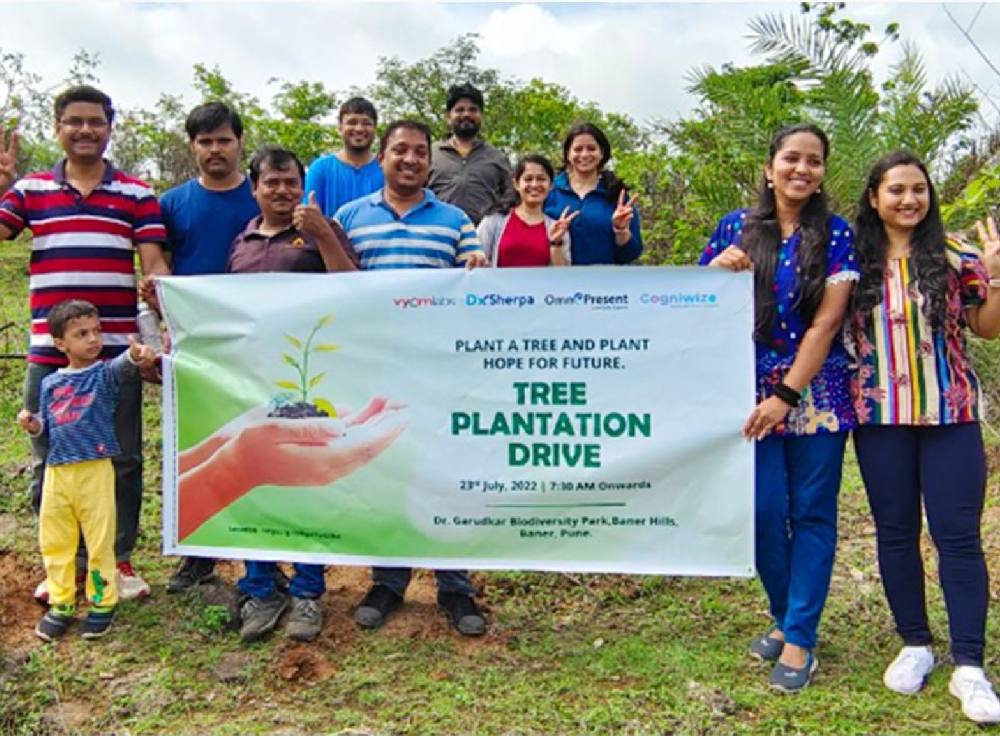 vyomlabs DxSherpa OmniPresent Cogniwize
PLANT A TREE AND PLANT
HOPE FOR FUTURE.
TREE
PLANTATION
DRIVE
23rd July, 2022 | 7:30 AM Onwards
Dr. Garudkar Biodiversity Park,Baner Hills,
Baner, Pune.